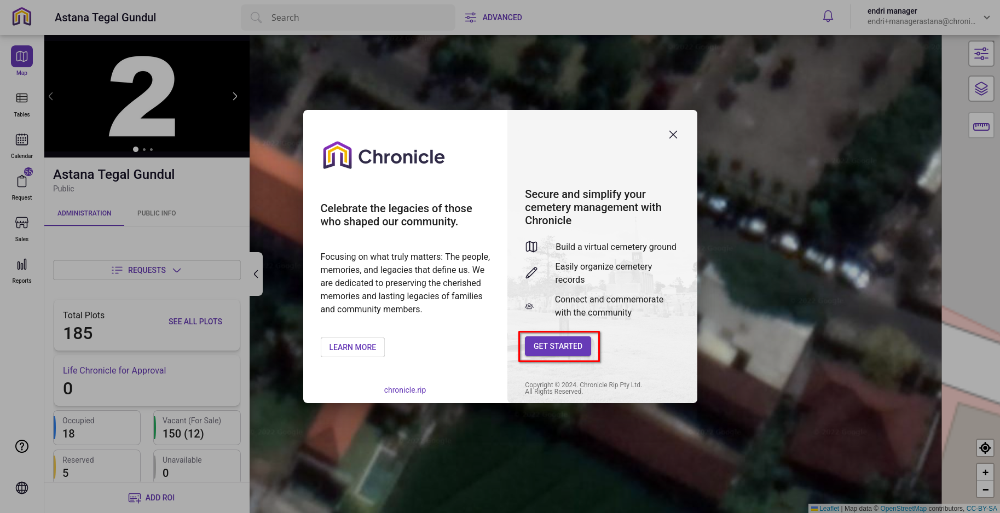 Astana Tegal Gundul
Search
ADVANCED
endri manager
endri+managerastana@chroni...
Map
Tables
Calendar
55
Request
Sales
Reports
2
Astana Tegal Gundul
Public
ADMINISTRATION
PUBLIC INFO
REQUESTS
Total Plots
185
SEE ALL PLOTS
Life Chronicle for Approval
0
Occupied
18
Vacant (For Sale)
150 (12)
Reserved
5
Unavailable
0
ADD ROI
Chronicle
Celebrate the legacies of those
who shaped our community.
Focusing on what truly matters: The people,
memories, and legacies that define us. We
are dedicated to preserving the cherished
memories and lasting legacies of families
and community members.
LEARN MORE
chronicle.rip
Secure and simplify your
cemetery management with
Chronicle
Build a virtual cemetery ground
Easily organize cemetery
records
Connect and commemorate
with the community
GET STARTED
Copyright © 2024. Chronicle Rip Pty Ltd.
All Rights Reserved.
© 2022 Google
+
−
Leaflet | Map data © OpenStreetMap contributors, CC-BY-SA